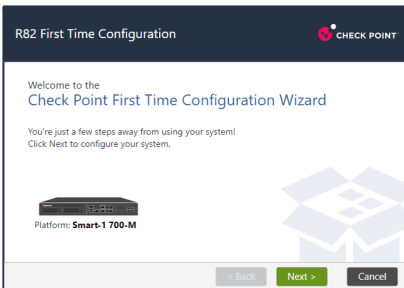 R82 First Time Configuration
CHECK POINT
Welcome to the
Check Point First Time Configuration Wizard
You're just a few steps away from using your system!
Click Next to configure your system.
Platform: Smart-1 700-M
< Back
Next >
Cancel